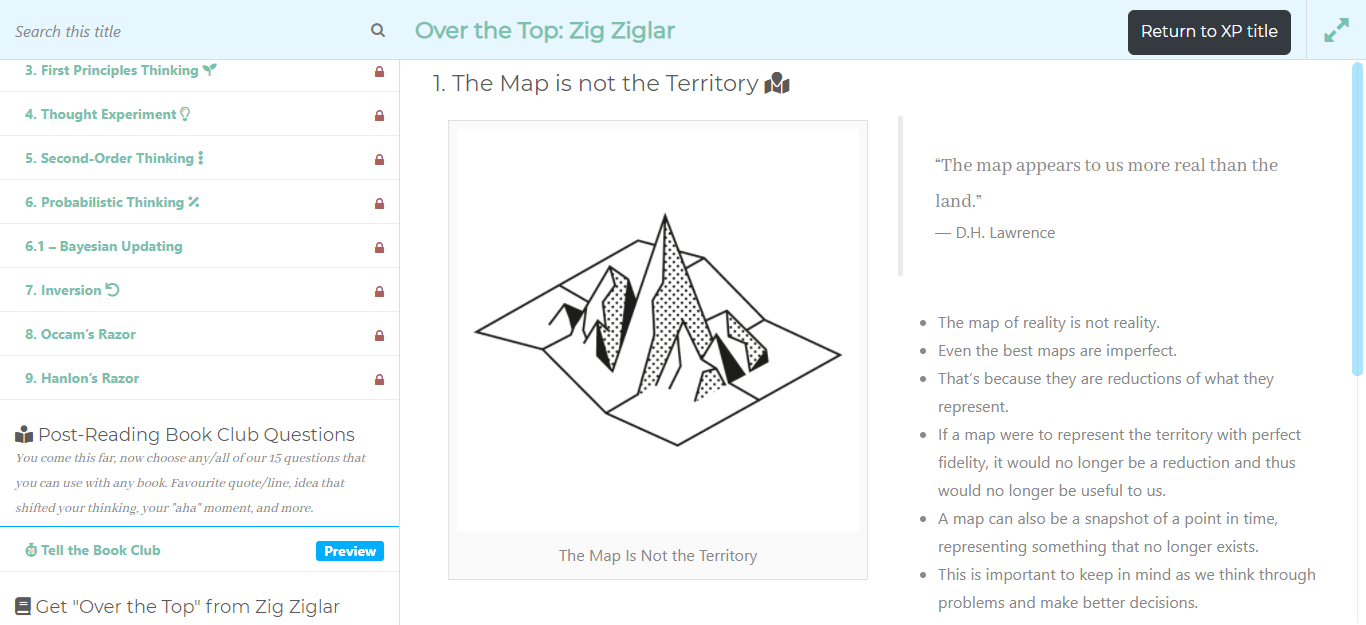 Search this title
Over the Top: Zig Ziglar
Return to XP title
3. First Principles Thinking
4. Thought Experiment
5. Second-Order Thinking
6. Probabilistic Thinking
6.1 – Bayesian Updating
7. Inversion
8. Occam's Razor
9. Hanlon's Razor
Post-Reading Book Club Questions
You come this far, now choose any/all of our 15 questions that
you can use with any book. Favourite quote/line, idea that
shifted your thinking, your "aha" moment, and more.
Tell the Book Club
Preview
Get "Over the Top" from Zig Ziglar
1. The Map is not the Territory
The Map Is Not the Territory
“The map appears to us more real than the
land.”
— D.H. Lawrence
The map of reality is not reality.
Even the best maps are imperfect.
That’s because they are reductions of what they
represent.
If a map were to represent the territory with perfect
fidelity, it would no longer be a reduction and thus
would no longer be useful to us.
A map can also be a snapshot of a point in time,
representing something that no longer exists.
This is important to keep in mind as we think through
problems and make better decisions.